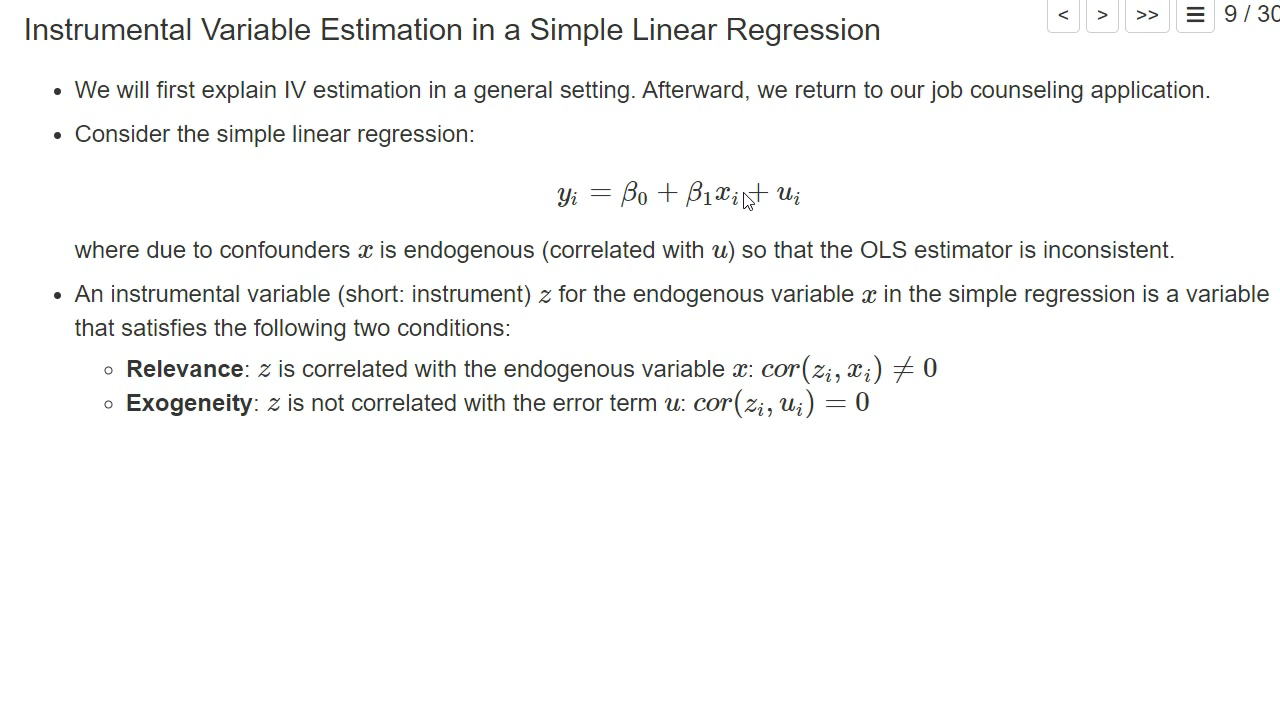 Instrumental Variable Estimation in a Simple Linear Regression
< > >> ☰ 9 / 30
• We will first explain IV estimation in a general setting. Afterward, we return to our job counseling application.
• Consider the simple linear regression:
yᵢ = β₀ + β₁xᵢ + uᵢ
where due to confounders x is endogenous (correlated with u) so that the OLS estimator is inconsistent.
• An instrumental variable (short: instrument) z for the endogenous variable x in the simple regression is a variable
that satisfies the following two conditions:
◦ Relevance: z is correlated with the endogenous variable x: cor(zᵢ, xᵢ) ≠ 0
◦ Exogeneity: z is not correlated with the error term u: cor(zᵢ, uᵢ) = 0